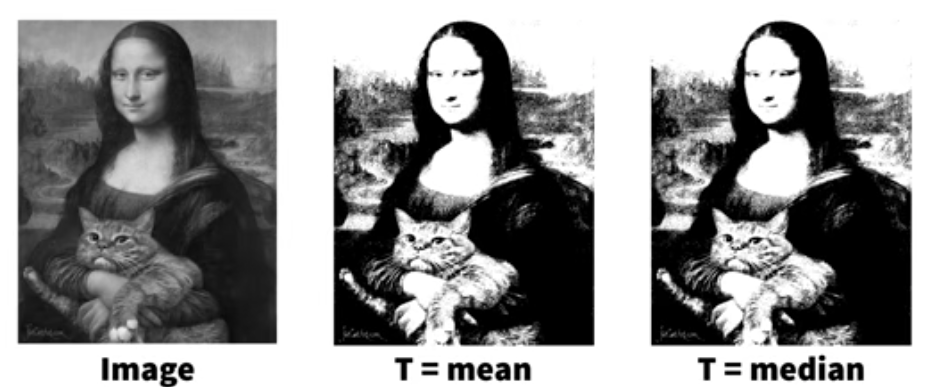 Image
T = mean
T = median